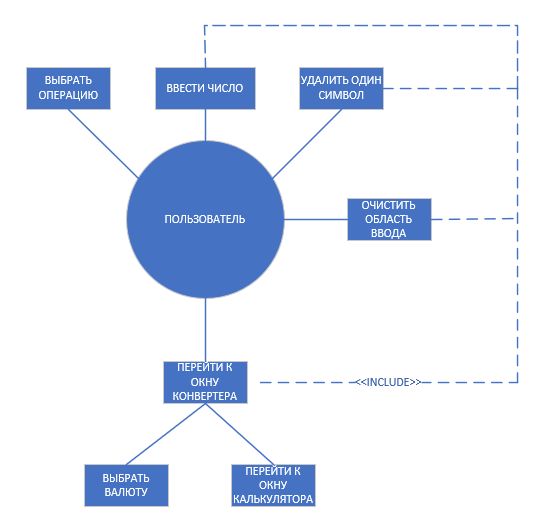 ВЫБРАТЬ
ОПЕРАЦИЮ
ВВЕСТИ ЧИСЛО
УДАЛИТЬ ОДИН
СИМВОЛ
ПОЛЬЗОВАТЕЛЬ
ОЧИСТИТЬ
ОБЛАСТЬ
ВВОДА
ПЕРЕЙТИ К
ОКНУ
КОНВЕРТЕРА
<<INCLUDE>>
ВЫБРАТЬ
ВАЛЮТУ
ПЕРЕЙТИ К
ОКНУ
КАЛЬКУЛЯТОРА